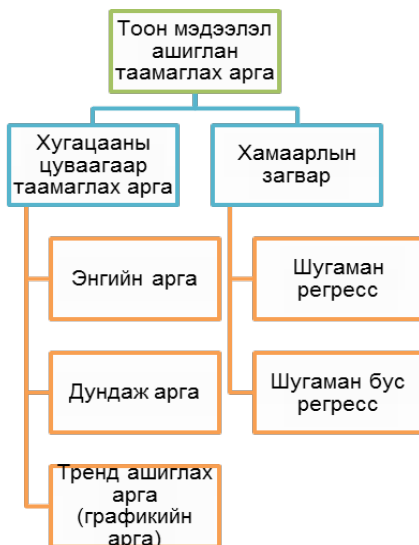 Тоон мэдээлэл
ашиглан
таамаглах арга
Хугацааны
цуваагаар
таамаглах арга
Хамаарлын
загвар
Энгийн арга
Шугаман
регресс
Дундаж арга
Шугаман бус
регресс
Тренд ашиглах
арга
(графикийн
арга)